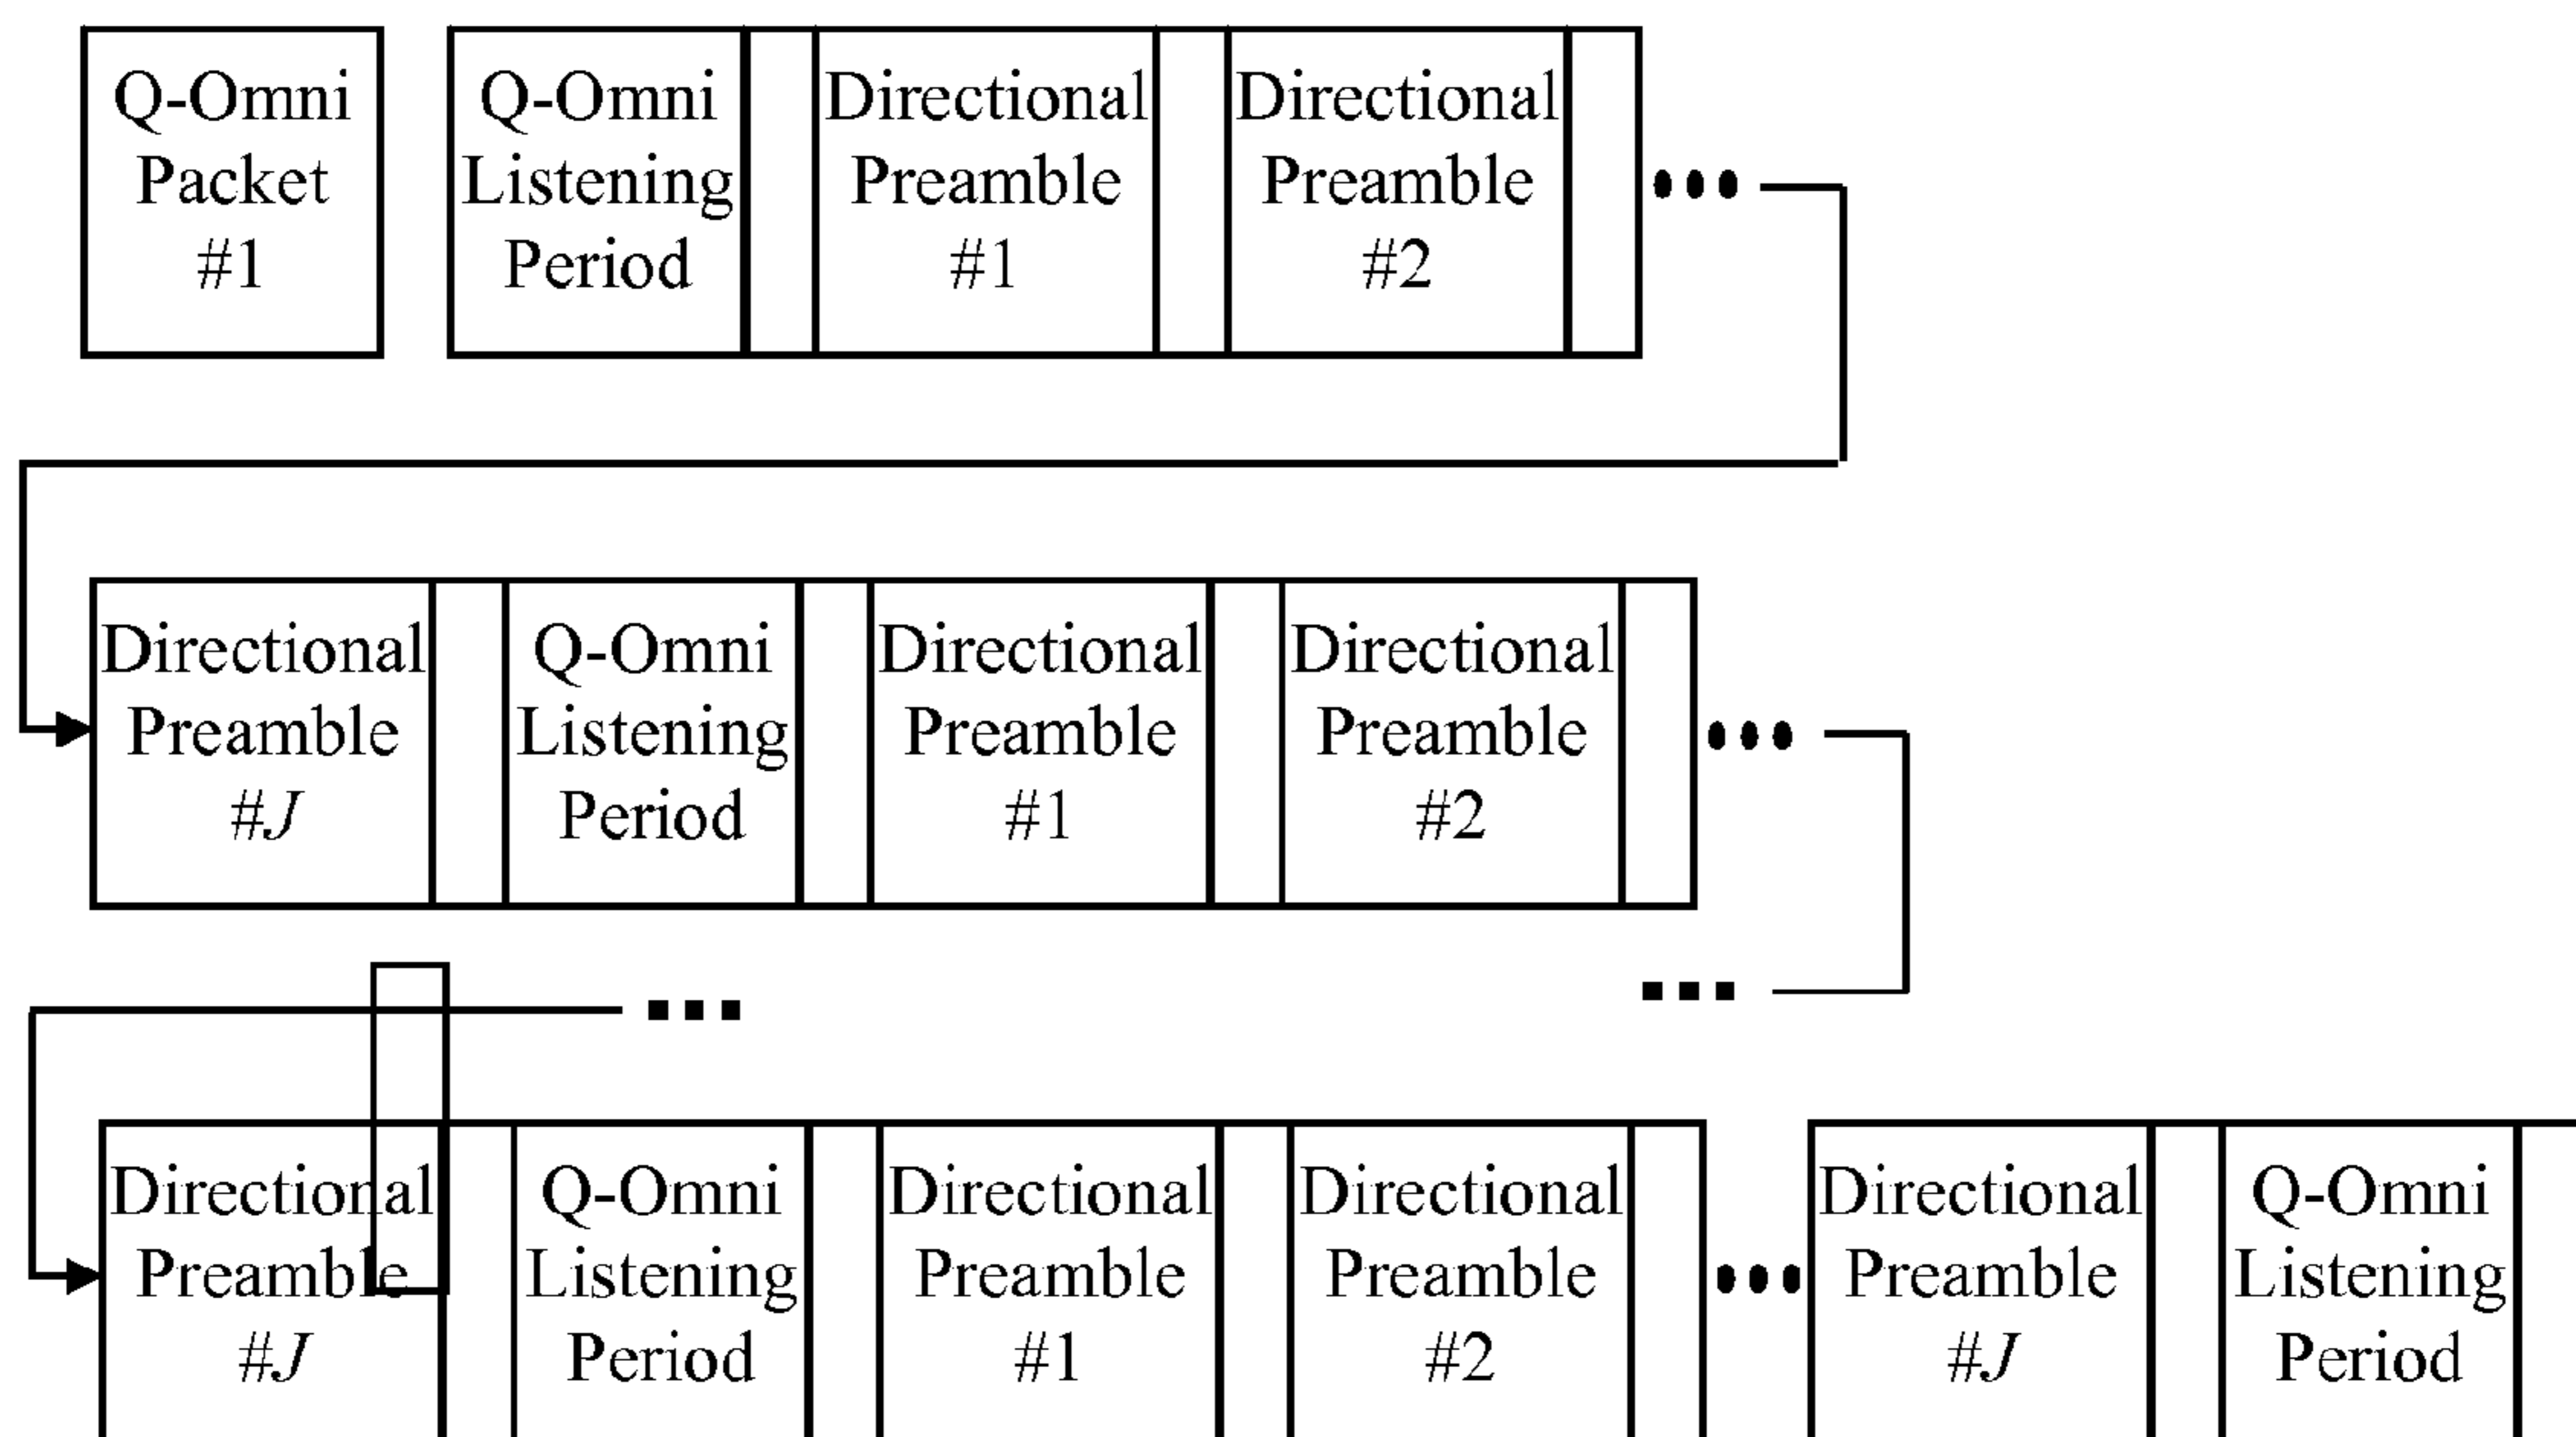 Q-Omni
Packet
#1
Q-Omni
Listening
Period
Directional
Preamble
#1
Directional
Preamble
#2
Directional
Preamble
#J
Q-Omni
Listening
Period
Directional
Preamble
#1
Directional
Preamble
#2
Directional
Preamble
#J
Q-Omni
Listening
Period
Directional
Preamble
#1
Directional
Preamble
#2
Directional
Preamble
#J
Q-Omni
Listening
Period